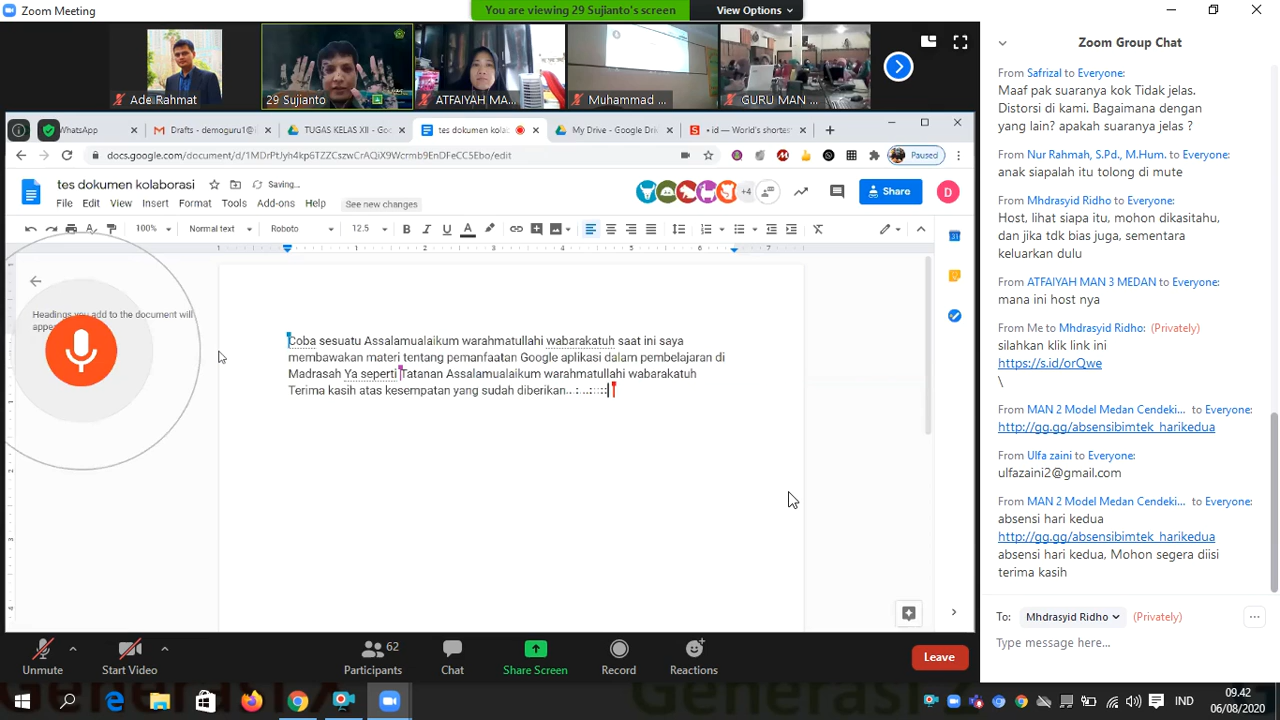 Zoom Meeting
You are viewing 29 Sujianto's screen
View Options
Ade Rahmat
29 Sujianto
ATFAIYAH MA...
Muhammad ...
GURU MAN ...
WhatsApp
Drafts - demoguru1@
TUGAS KELAS XII - Goog
tes dokumen kola
My Drive - Google Driv
• id — World's shortes
docs.google.com/document/d/1MDrPtJyh4kp6TZZCszwCrAQiX9Wcrmb9EnDFeCC5Ebo/edit
Paused
tes dokumen kolaborasi
Saving...
File Edit View Insert Format Tools Add-ons Help
See new changes
+4
Share
D
100%
Normal text
Roboto
12.5
B I U A
Headings you add to the document will
appe
Coba sesuatu Assalamualaikum warahmatullahi wabarakatuh saat ini saya
membawakan materi tentang pemanfaatan Google aplikasi dalam pembelajaran di
Madrasah Ya seperti Tatanan Assalamualaikum warahmatullahi wabarakatuh
Terima kasih atas kesempatan yang sudah diberikan
Unmute
Start Video
62
Participants
Chat
Share Screen
Record
Reactions
Leave
Zoom Group Chat
From Safrizal to Everyone:
Maaf pak suaranya kok Tidak jelas.
Distorsi di kami. Bagaimana dengan
yang lain? apakah suaranya jelas ?
From Nur Rahmah, S.Pd., M.Hum. to Everyone:
anak siapalah itu tolong di mute
From Mhdrasyid Ridho to Everyone:
Host, lihat siapa itu, mohon dikasitahu,
dan jika tdk bias juga, sementara
keluarkan dulu
From ATFAIYAH MAN 3 MEDAN to Everyone:
mana ini host nya
From Me to Mhdrasyid Ridho: (Privately)
silahkan klik link ini
https://s.id/orQwe
\
From MAN 2 Model Medan Cendeki... to Everyone:
http://gg.gg/absensibimtek_harikedua
From Ulfa zaini to Everyone:
ulfazaini2@gmail.com
From MAN 2 Model Medan Cendeki... to Everyone:
absensi hari kedua
http://gg.gg/absensibimtek_harikedua
absensi hari kedua, Mohon segera diisi
terima kasih
To: Mhdrasyid Ridho (Privately)
Type message here...
IND
09.42
06/08/2020